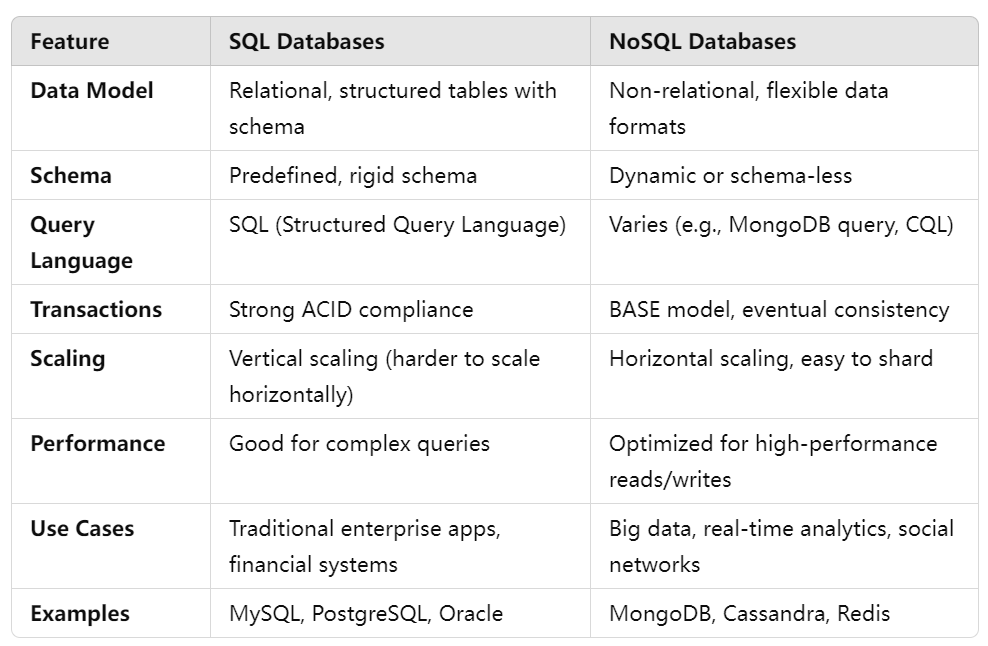 Feature SQL Databases NoSQL Databases
Data Model Relational, structured tables with Non-relational, flexible data
schema formats
Schema Predefined, rigid schema Dynamic or schema-less
Query SQL (Structured Query Language) Varies (e.g., MongoDB query, CQL)
Language
Transactions Strong ACID compliance BASE model, eventual consistency
Scaling Vertical scaling (harder to scale Horizontal scaling, easy to shard
horizontally)
Performance Good for complex queries Optimized for high-performance
reads/writes
Use Cases Traditional enterprise apps, Big data, real-time analytics, social
financial systems networks
Examples MySQL, PostgreSQL, Oracle MongoDB, Cassandra, Redis